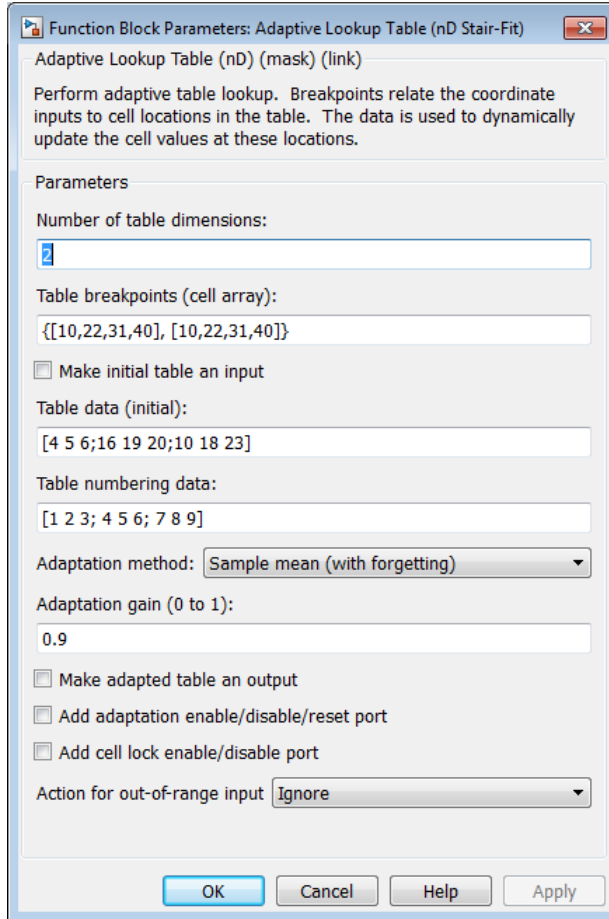 Function Block Parameters: Adaptive Lookup Table (nD Stair-Fit)
Adaptive Lookup Table (nD) (mask) (link)
Perform adaptive table lookup.  Breakpoints relate the coordinate
inputs to cell locations in the table.  The data is used to dynamically
update the cell values at these locations.
Parameters
Number of table dimensions:
2
Table breakpoints (cell array):
{[10,22,31,40], [10,22,31,40]}
Make initial table an input
Table data (initial):
[4 5 6;16 19 20;10 18 23]
Table numbering data:
[1 2 3; 4 5 6; 7 8 9]
Adaptation method: Sample mean (with forgetting)
Adaptation gain (0 to 1):
0.9
Make adapted table an output
Add adaptation enable/disable/reset port
Add cell lock enable/disable port
Action for out-of-range input Ignore
OK Cancel Help Apply